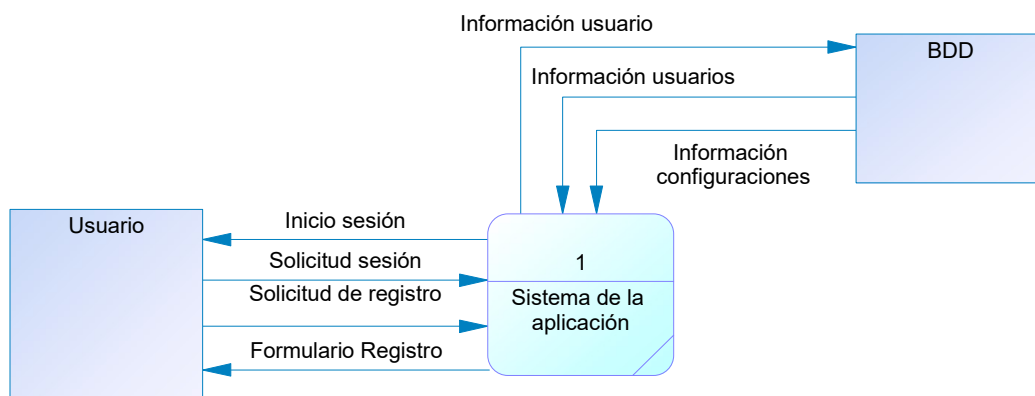 Información usuario
BDD
Información usuarios
Información
configuraciones
Usuario
Inicio sesión
Solicitud sesión
Solicitud de registro
Formulario Registro
1
Sistema de la
aplicación